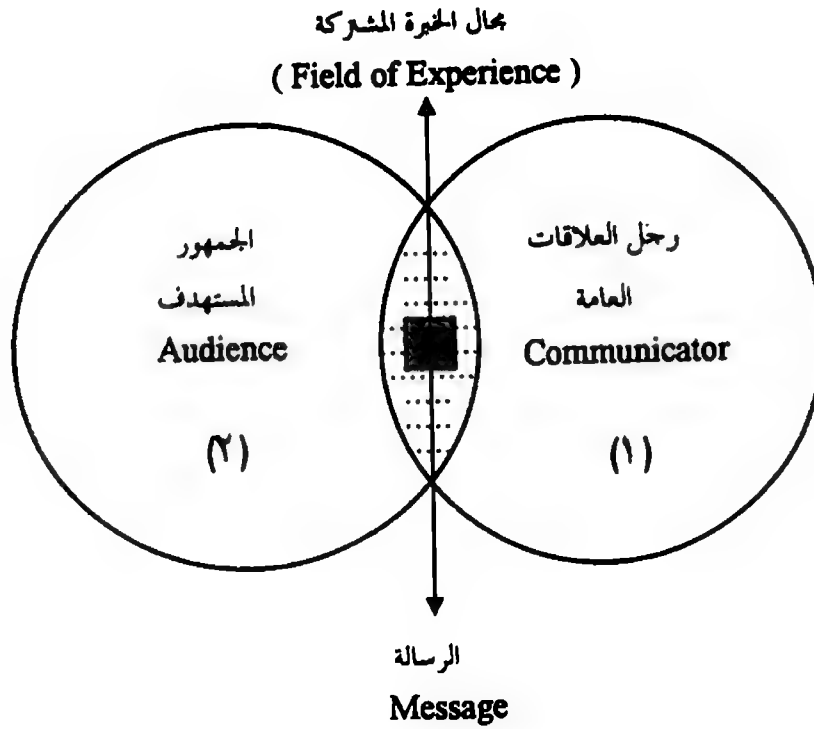 مجال الخبرة المشتركة
( Field of Experience )
رجل العلاقات
العامة
Communicator
(١)
الجمهور
المستهدف
Audience
(٢)
الرسالة
Message